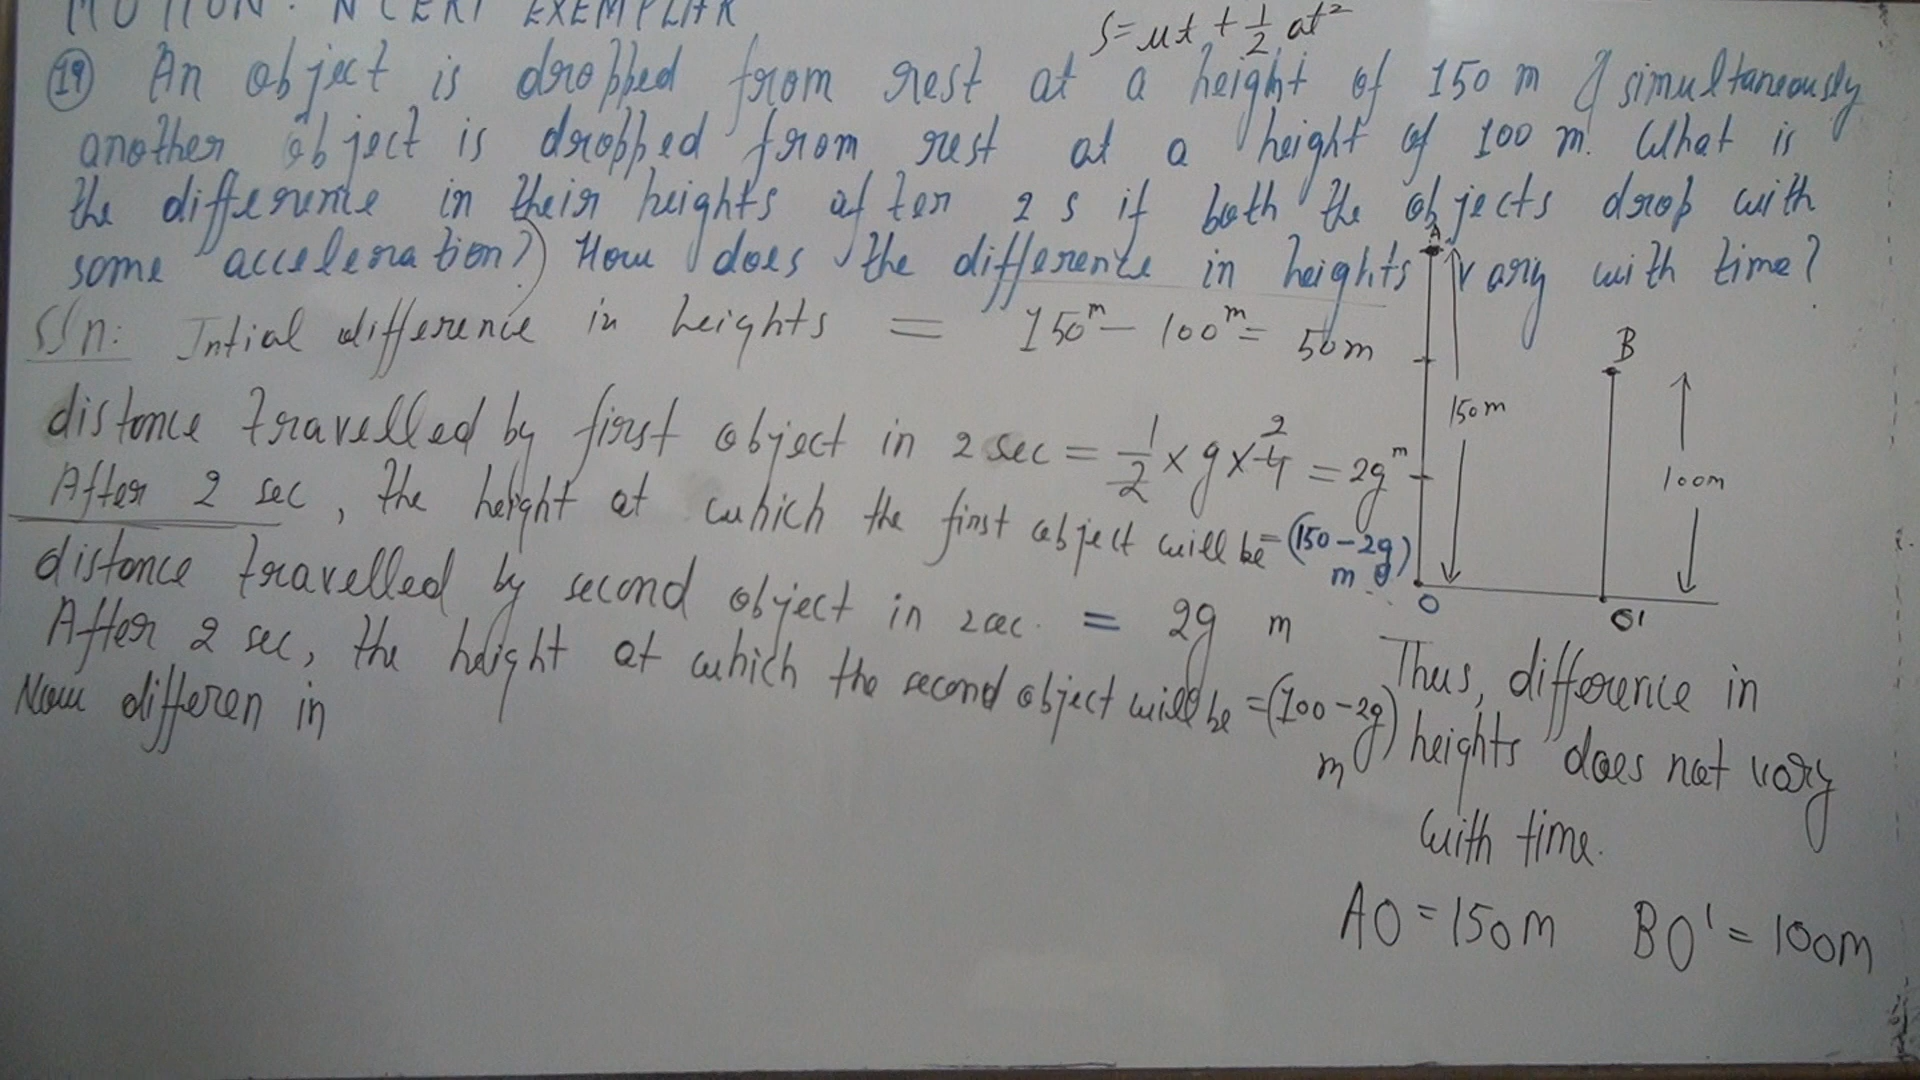 MOTION: NCERT EXEMPLAR
S = ut + 1/2 at²
(19) An object is dropped from rest at a height of 150 m & simultaneously
another object is dropped from rest at a height of 100 m. What is
the difference in their heights after 2 s if both the objects drop with
same acceleration? How does the difference in heights vary with time?
Sln: Intial difference in heights = 150m - 100m = 50m
distance travelled by first object in 2 sec = 1/2 × g × 4 2 = 2g m
After 2 sec, the height at which the first object will be = (150 - 2g) m
distance travelled by second object in 2 sec. = 2g m
After 2 sec, the height at which the second object will be = (100 - 2g) m
Now differen in
A
B
150m
100m
O
O'
Thus, difference in
heights does not vary
with time.
AO = 150m BO' = 100m